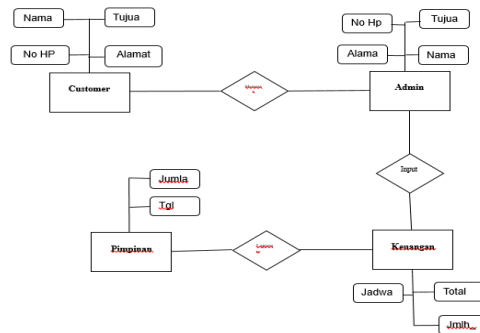 Nama
Tujua
No HP
Alamat
Customer
No Hp
Tujua
Alama
Nama
Admin
Input
Jumla
Tgl
Pimpinan
Keuangan
Jadwa
Total
Jmlh